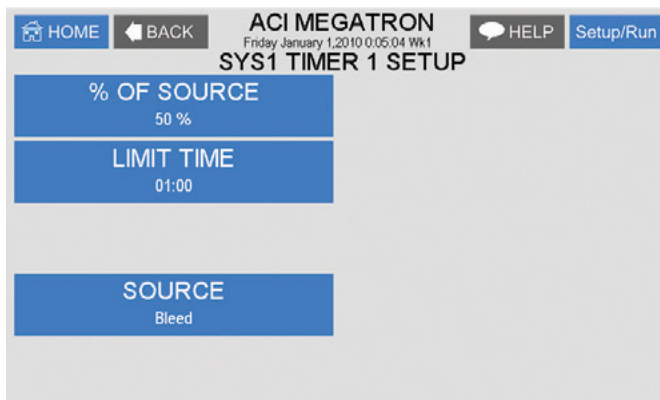 HOME BACK ACI MEGATRON HELP Setup/Run
Friday January 1,2010 0:05:04 Wk1
SYS1 TIMER 1 SETUP
% OF SOURCE
50 %
LIMIT TIME
01:00
SOURCE
Bleed